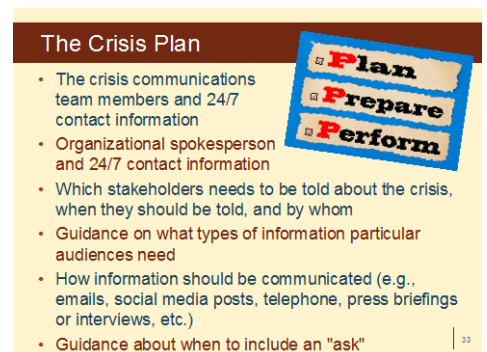 The Crisis Plan
Plan
Prepare
Perform
• The crisis communications
team members and 24/7
contact information
• Organizational spokesperson
and 24/7 contact information
• Which stakeholders needs to be told about the crisis,
when they should be told, and by whom
• Guidance on what types of information particular
audiences need
• How information should be communicated (e.g.,
emails, social media posts, telephone, press briefings
or interviews, etc.)
• Guidance about when to include an "ask"
33